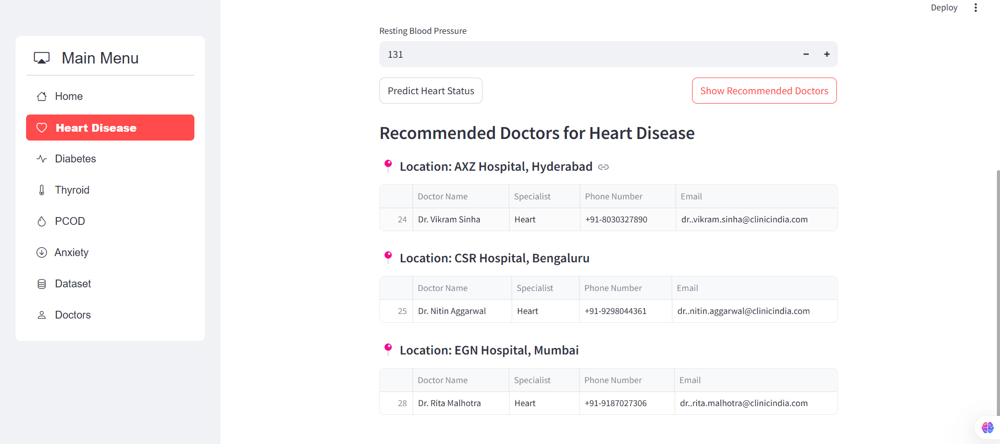 Deploy
Main Menu
Home
Heart Disease
Diabetes
Thyroid
PCOD
Anxiety
Dataset
Doctors
Resting Blood Pressure
131
Predict Heart Status
Show Recommended Doctors
Recommended Doctors for Heart Disease
Location: AXZ Hospital, Hyderabad
Doctor Name Specialist Phone Number Email
24 Dr. Vikram Sinha Heart +91-8030327890 dr..vikram.sinha@clinicindia.com
Location: CSR Hospital, Bengaluru
Doctor Name Specialist Phone Number Email
25 Dr. Nitin Aggarwal Heart +91-9298044361 dr..nitin.aggarwal@clinicindia.com
Location: EGN Hospital, Mumbai
Doctor Name Specialist Phone Number Email
28 Dr. Rita Malhotra Heart +91-9187027306 dr..rita.malhotra@clinicindia.com